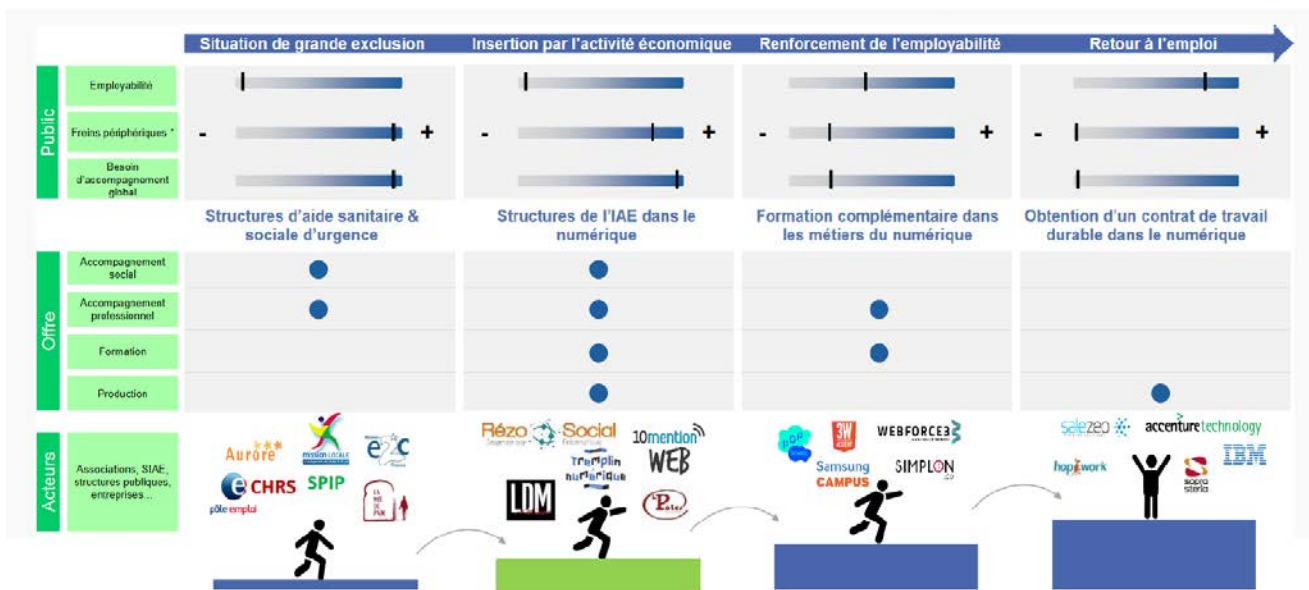 Situation de grande exclusion
Insertion par l'activité économique
Renforcement de l'employabilité
Retour à l'emploi
Public
Employabilité
Freins périphériques *
- +
- +
- +
- +
Besoin
d'accompagnement
global
Structures d'aide sanitaire &
sociale d'urgence
Structures de l'IAE dans le
numérique
Formation complémentaire dans
les métiers du numérique
Obtention d'un contrat de travail
durable dans le numérique
Offre
Accompagnement
social
Accompagnement
professionnel
Formation
Production
Acteurs
Associations, SIAE,
structures publiques,
entreprises...
Aurore
mission LOCALE
e2c
CHRS
SPIP
pôle emploi
Rézo Social
10mention
WEB
Tremplin
numérique
LDM
POP
3W
WEBFORCE3
Samsung
CAMPUS
SIMPLON
.co
salezeo
accenturetechnology
hopwork
sopra
steria
IBM